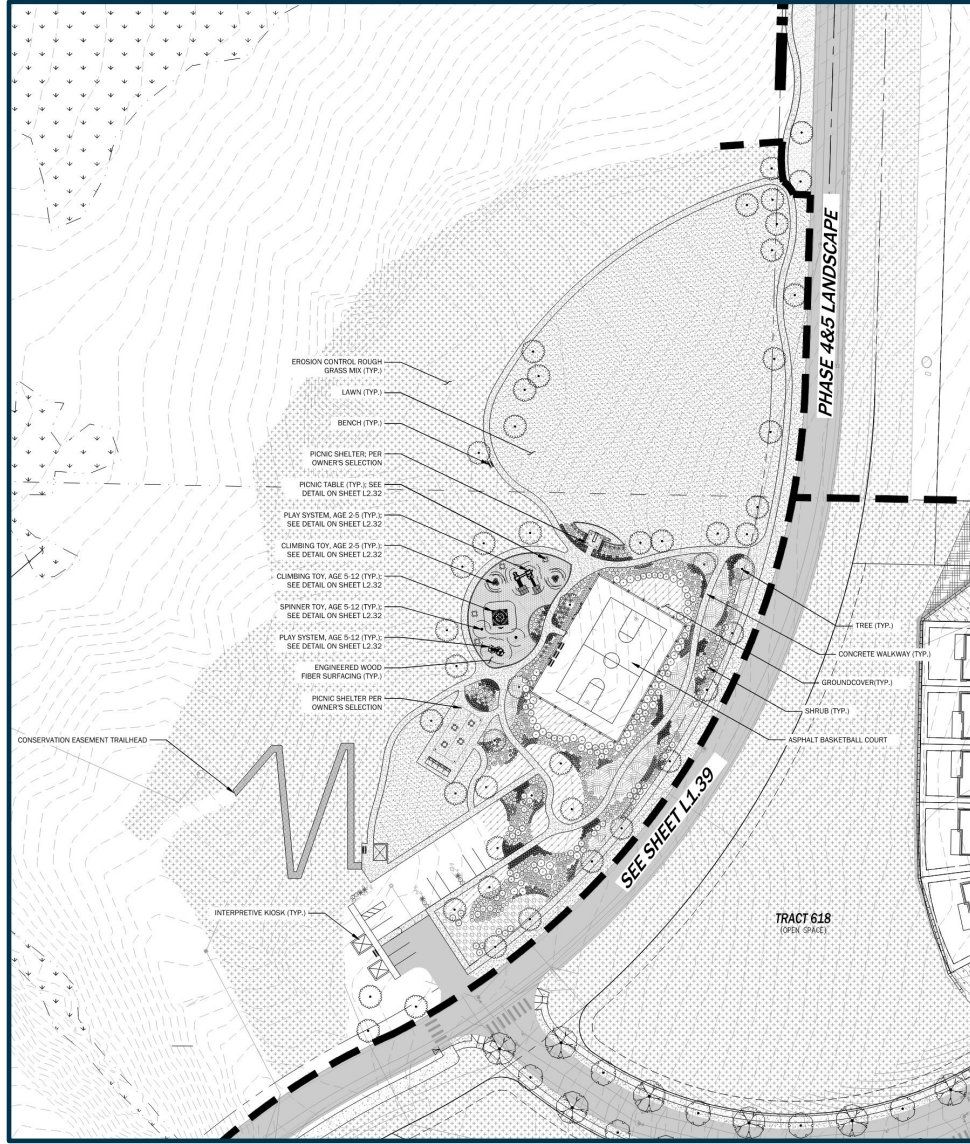 PHASE 4&5 LANDSCAPE
EROSION CONTROL ROUGH
GRASS MIX (TYP.)
LAWN (TYP.)
BENCH (TYP.)
PICNIC SHELTER; PER
OWNER'S SELECTION
PICNIC TABLE (TYP.); SEE
DETAIL ON SHEET L2.32
PLAY SYSTEM, AGE 2-5 (TYP.);
SEE DETAIL ON SHEET L2.32
CLIMBING TOY, AGE 2-5 (TYP.);
SEE DETAIL ON SHEET L2.32
CLIMBING TOY, AGE 5-12 (TYP.);
SEE DETAIL ON SHEET L2.32
SPINNER TOY, AGE 5-12 (TYP.);
SEE DETAIL ON SHEET L2.32
PLAY SYSTEM, AGE 5-12 (TYP.);
SEE DETAIL ON SHEET L2.32
ENGINEERED WOOD
FIBER SURFACING (TYP.)
PICNIC SHELTER PER
OWNER'S SELECTION
TREE (TYP.)
CONCRETE WALKWAY (TYP.)
GROUNDCOVER(TYP.)
SHRUB (TYP.)
ASPHALT BASKETBALL COURT
CONSERVATION EASEMENT TRAILHEAD
SEE SHEET L1.39
INTERPRETIVE KIOSK (TYP.)
TRACT 618
(OPEN SPACE)